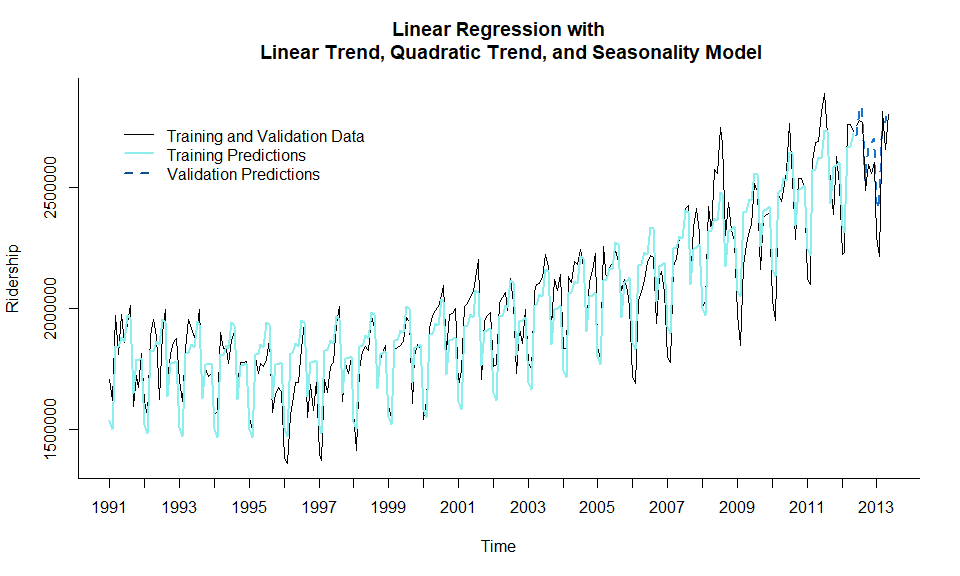 Linear Regression with
Linear Trend, Quadratic Trend, and Seasonality Model
Training and Validation Data
Training Predictions
Validation Predictions
Ridership
2500000
2000000
1500000
1991 1993 1995 1997 1999 2001 2003 2005 2007 2009 2011 2013
Time